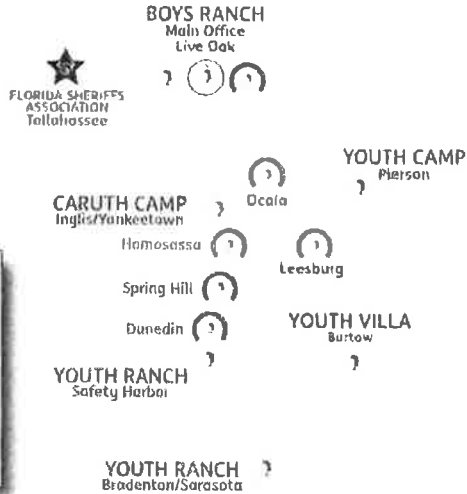 BOYS RANCH
Main Office
Live Oak
FLORIDA SHERIFFS
ASSOCIATION
Tallahassee
YOUTH CAMP
Pierson
Ocala
CARUTH CAMP
Inglis/Yankeetown
Homosassa
Leesburg
Spring Hill
Dunedin
YOUTH VILLA
Bartow
YOUTH RANCH
Safety Harbor
YOUTH RANCH
Bradenton/Sarasota